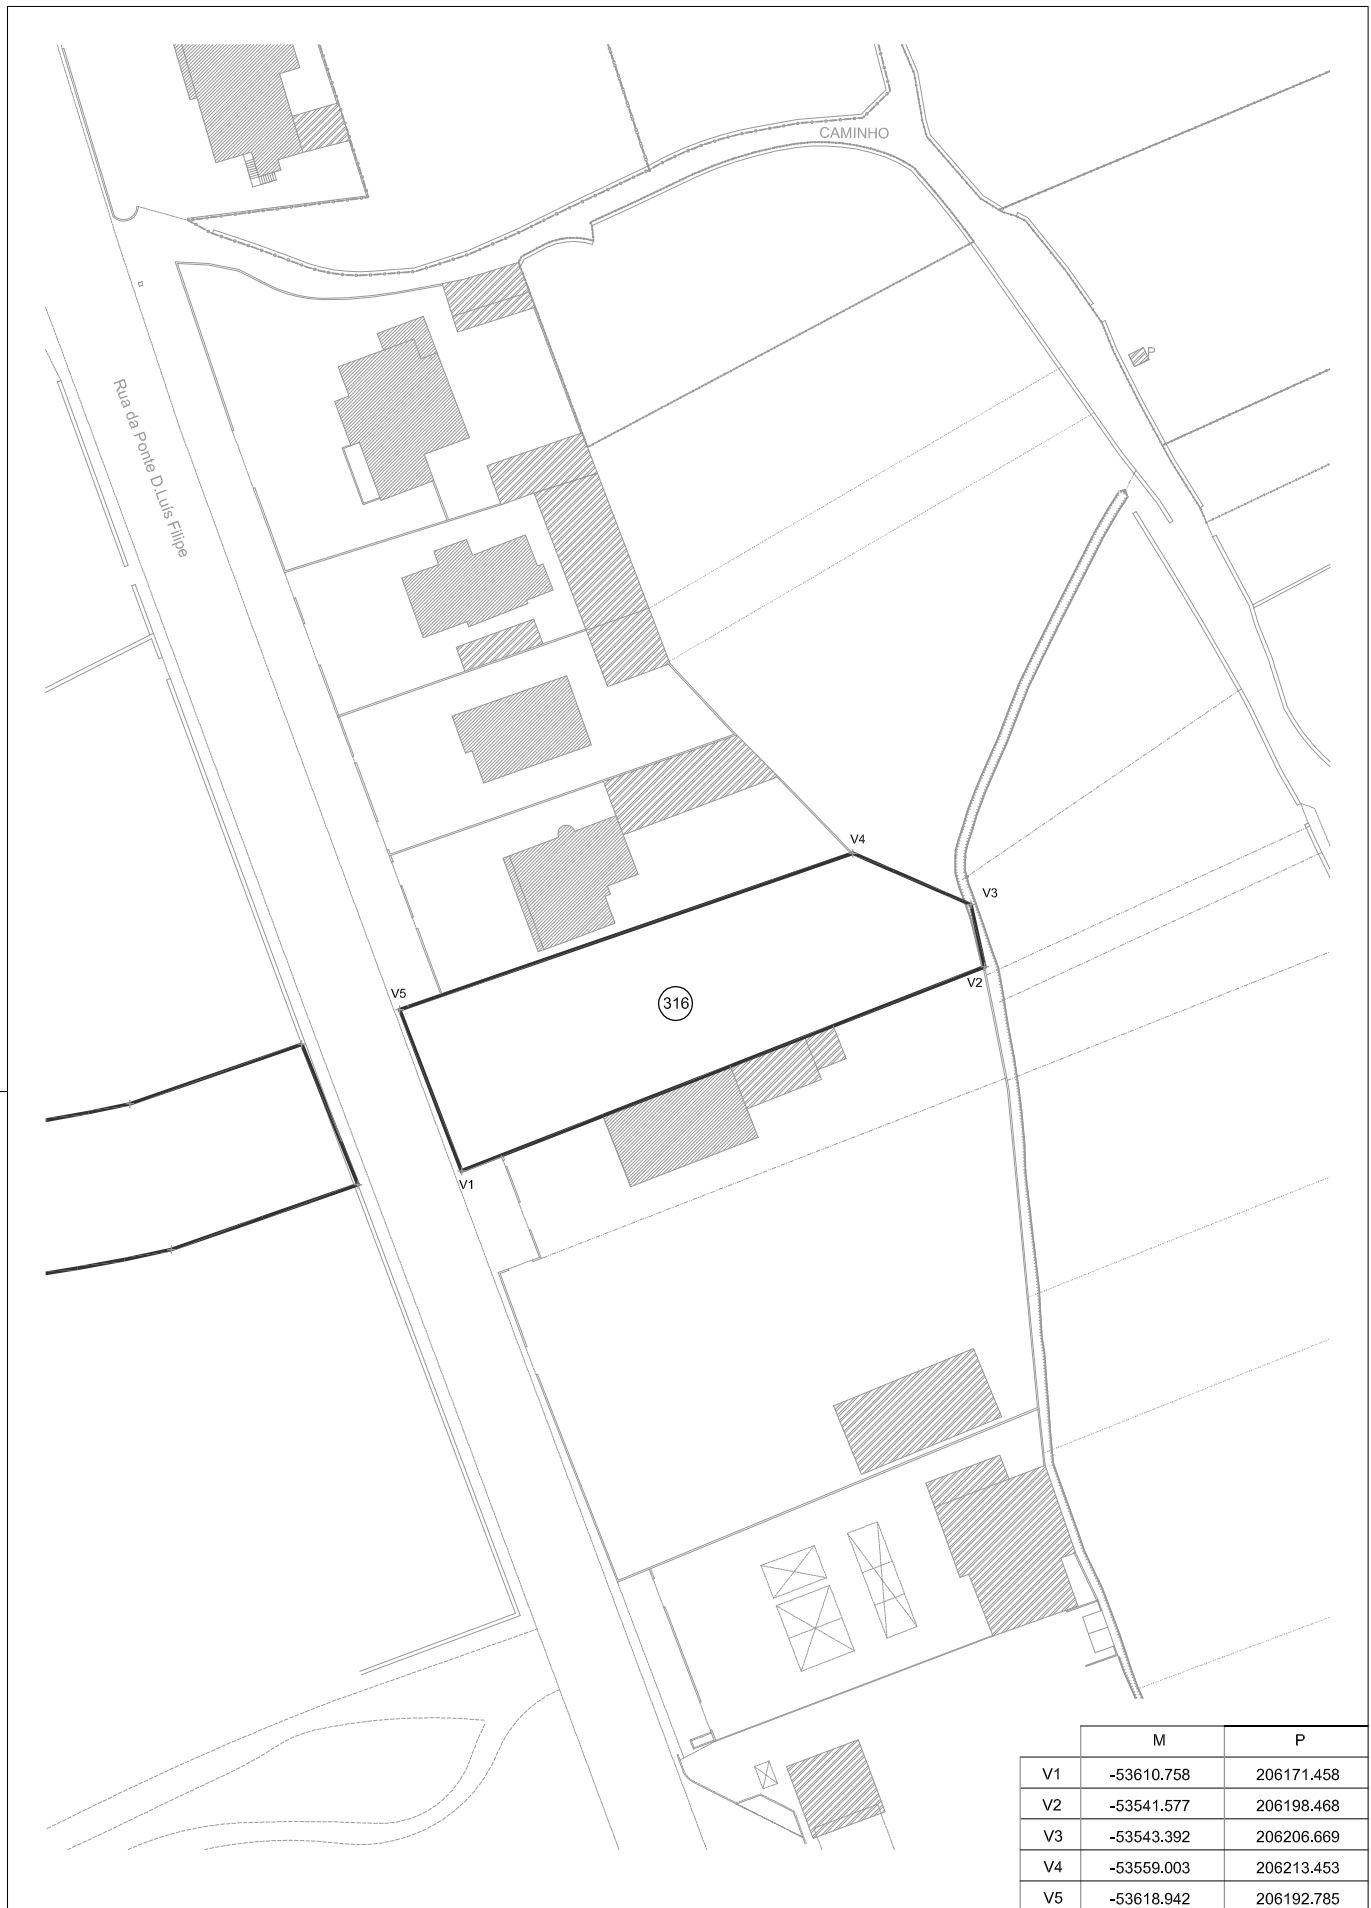 CAMINHO
P
Rua da Ponte D.Luís Filipe
V4
V3
V2
V5
316
V1
M P
V1 -53610.758 206171.458
V2 -53541.577 206198.468
V3 -53543.392 206206.669
V4 -53559.003 206213.453
V5 -53618.942 206192.785